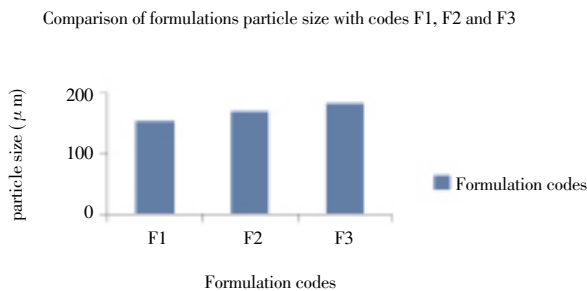 Comparison of formulations particle size with codes F1, F2 and F3
particle size ( μ m)
200
100
0
F1 F2 F3
Formulation codes
Formulation codes